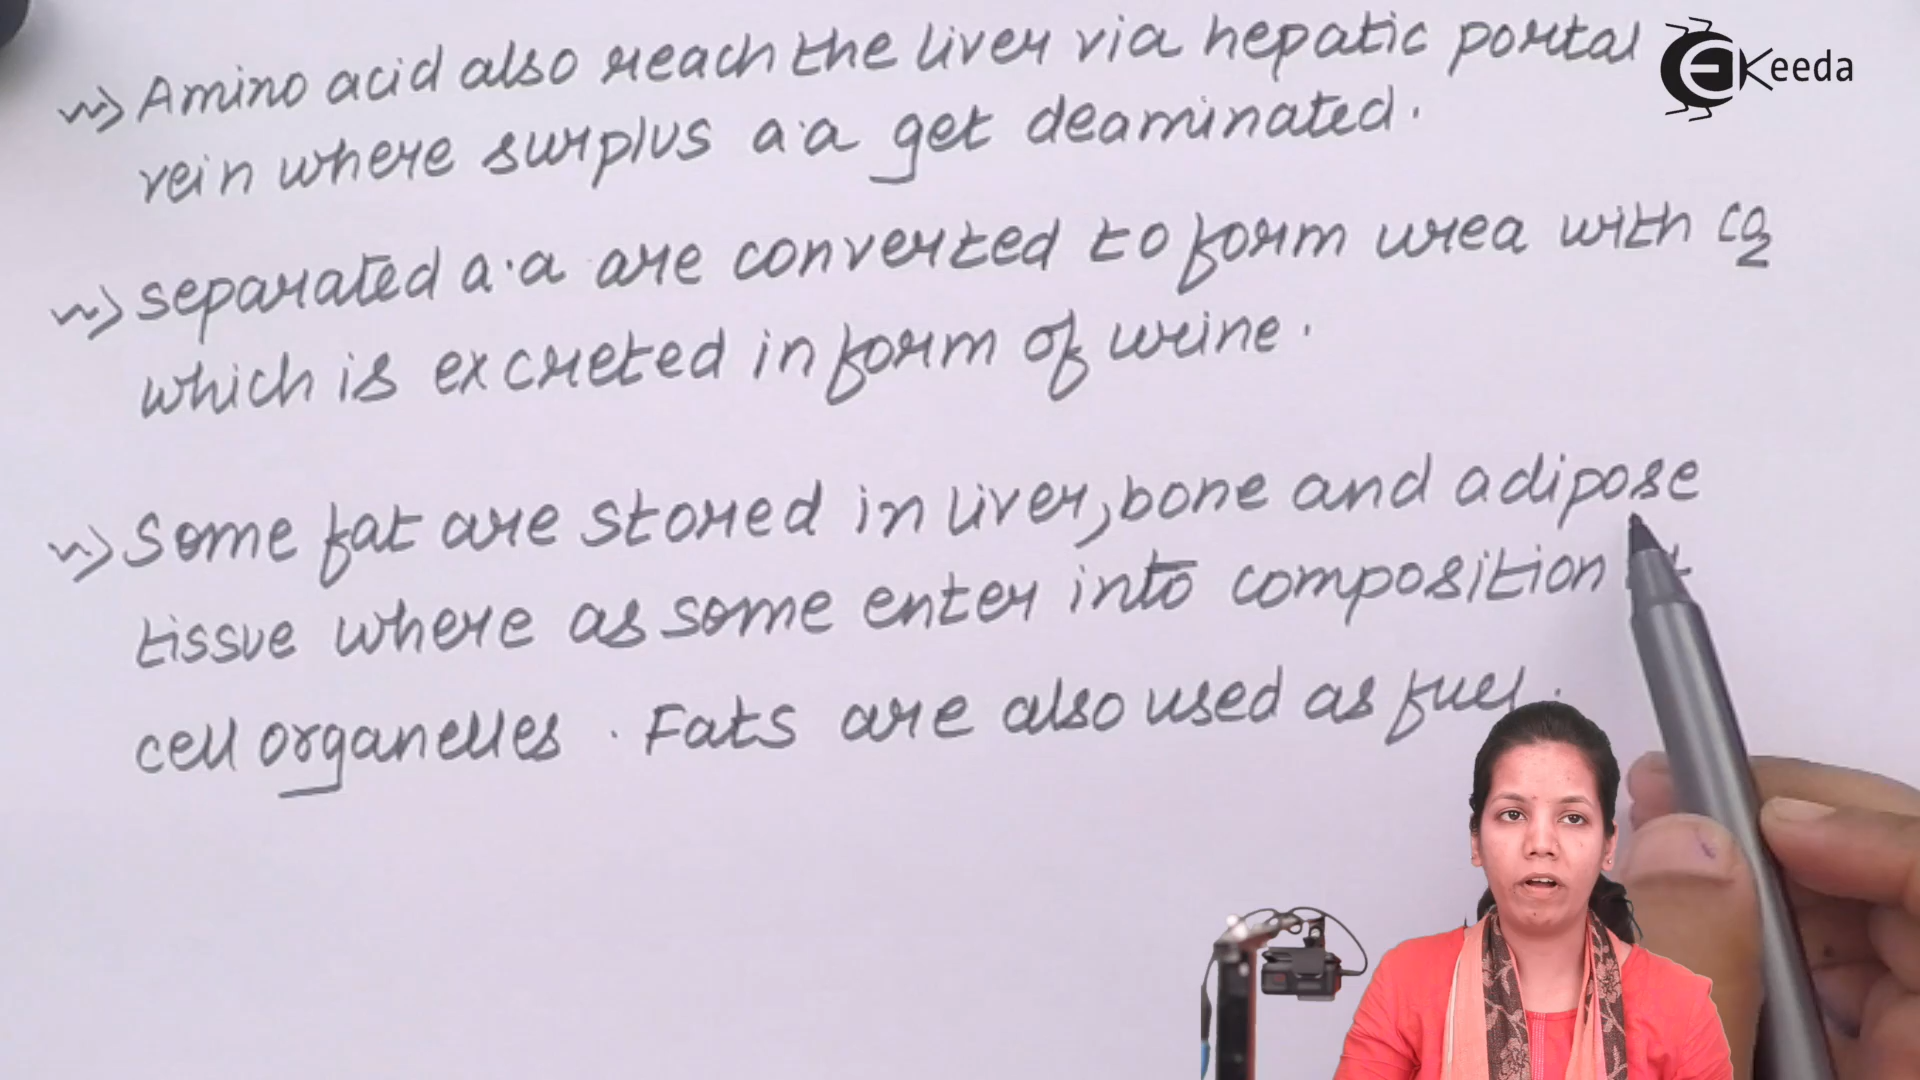 Amino acid also reach the liver via hepatic portal
vein where surplus a.a get deaminated.
separated a.a are converted to form urea with CO2
which is excreted in form of urine.
Some fat are stored in liver, bone and adipose
tissue where as some enter into composition
cell organelles. Fats are also used as fuel.
EKeeda